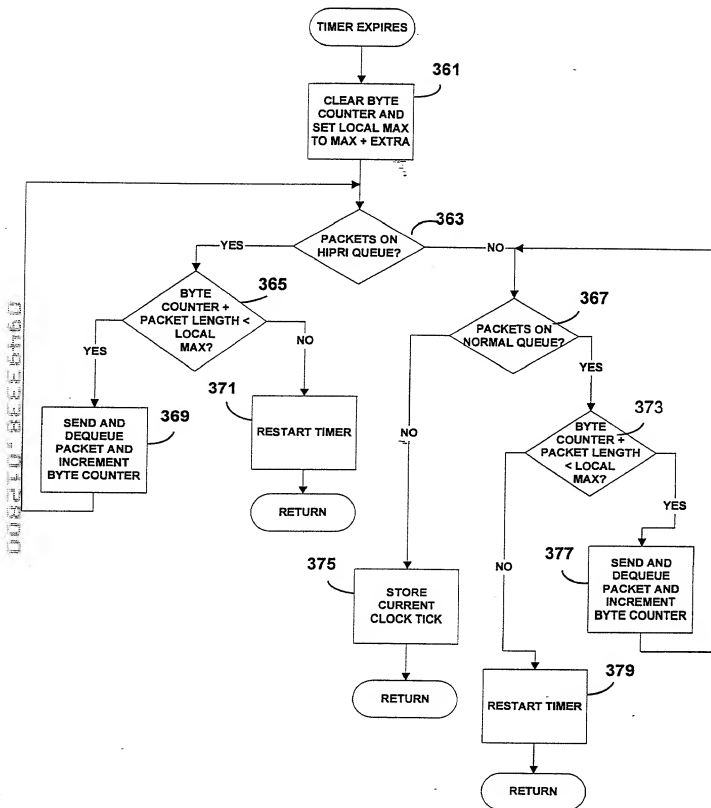 TIMER EXPIRES
361
CLEAR BYTE
COUNTER AND
SET LOCAL MAX
TO MAX + EXTRA
363
PACKETS ON
HIPRI QUEUE?
YES
NO
365
BYTE
COUNTER +
PACKET LENGTH <
LOCAL
MAX?
367
PACKETS ON
NORMAL QUEUE?
YES
NO
YES
NO
369
SEND AND
DEQUEUE
PACKET AND
INCREMENT
BYTE COUNTER
371
RESTART TIMER
RETURN
373
BYTE
COUNTER +
PACKET LENGTH
< LOCAL
MAX?
YES
NO
375
STORE
CURRENT
CLOCK TICK
RETURN
377
SEND AND
DEQUEUE
PACKET AND
INCREMENT
BYTE COUNTER
379
RESTART TIMER
RETURN